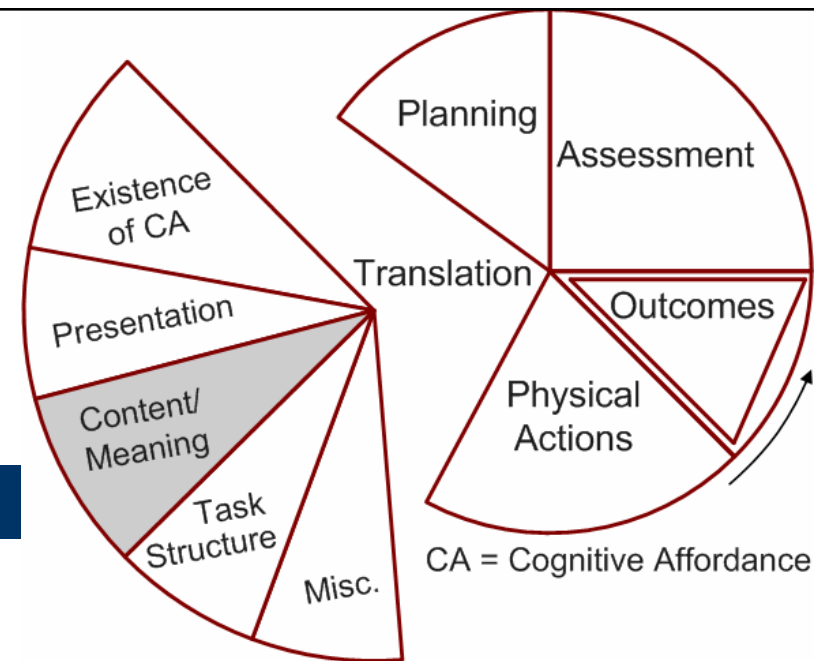 Planning
Assessment
Existence
of CA
Translation
Outcomes
Presentation
Physical
Actions
Content/
Meaning
Task
Structure
Misc.
CA = Cognitive Affordance